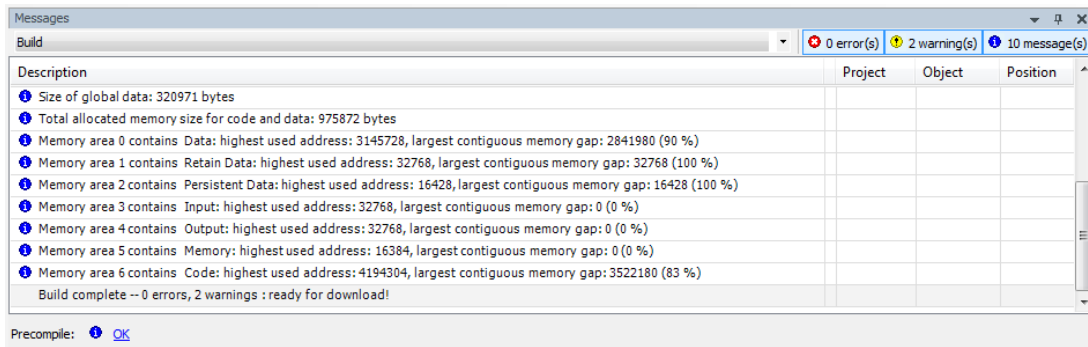 Messages
Build 0 error(s) 2 warning(s) 10 message(s)
Description Project Object Position
Size of global data: 320971 bytes
Total allocated memory size for code and data: 975872 bytes
Memory area 0 contains Data: highest used address: 3145728, largest contiguous memory gap: 2841980 (90 %)
Memory area 1 contains Retain Data: highest used address: 32768, largest contiguous memory gap: 32768 (100 %)
Memory area 2 contains Persistent Data: highest used address: 16428, largest contiguous memory gap: 16428 (100 %)
Memory area 3 contains Input: highest used address: 32768, largest contiguous memory gap: 0 (0 %)
Memory area 4 contains Output: highest used address: 32768, largest contiguous memory gap: 0 (0 %)
Memory area 5 contains Memory: highest used address: 16384, largest contiguous memory gap: 0 (0 %)
Memory area 6 contains Code: highest used address: 4194304, largest contiguous memory gap: 3522180 (83 %)
Build complete -- 0 errors, 2 warnings : ready for download!
Precompile: OK